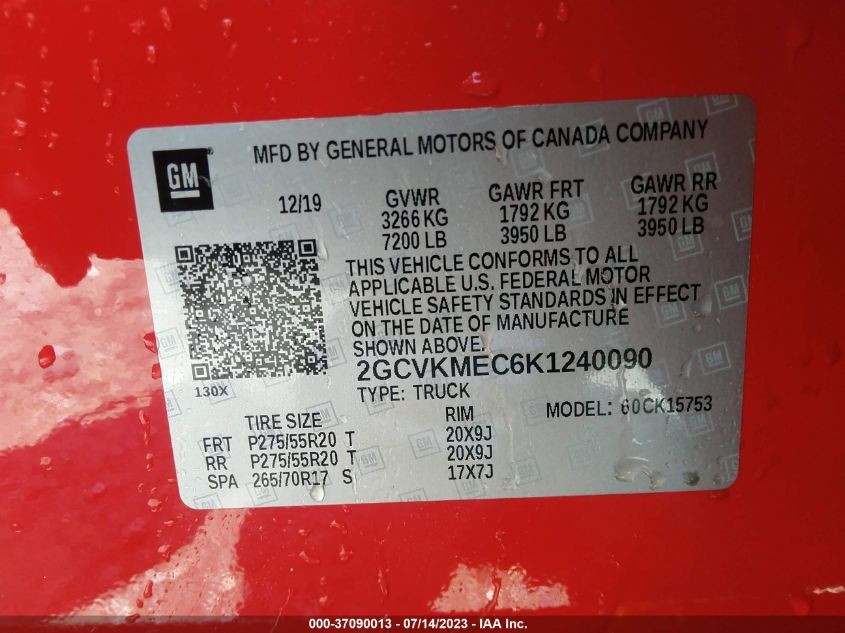 GM
MFD BY GENERAL MOTORS OF CANADA COMPANY
12/19
GVWR GAWR FRT GAWR RR
3266 KG 1792 KG 1792 KG
7200 LB 3950 LB 3950 LB
THIS VEHICLE CONFORMS TO ALL
APPLICABLE U.S. FEDERAL MOTOR
VEHICLE SAFETY STANDARDS IN EFFECT
ON THE DATE OF MANUFACTURE
SHOWN ABOVE.
2GCVKMEC6K1240090
130X
TYPE: TRUCK
MODEL: 60CK15753
TIRE SIZE RIM
FRT P275/55R20 T 20X9J
RR P275/55R20 T 20X9J
SPA 265/70R17 S 17X7J
000-37090013 - 07/14/2023 - IAA Inc.